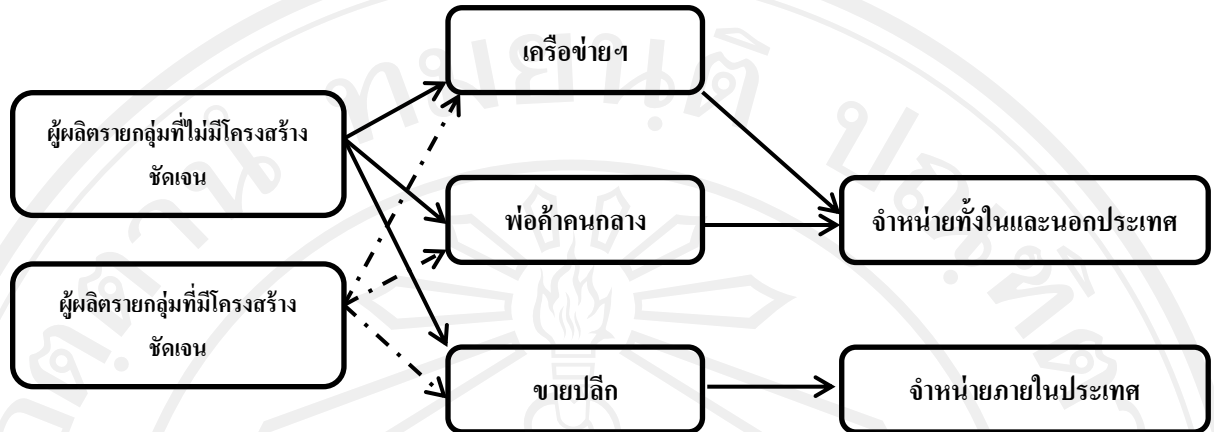 เครือข่ายฯ
ผู้ผลิตรายกลุ่มที่ไม่มีโครงสร้าง
ชัดเจน
พ่อค้าคนกลาง
จำหน่ายทั้งในและนอกประเทศ
ผู้ผลิตรายกลุ่มที่มีโครงสร้าง
ชัดเจน
ขายปลีก
จำหน่ายภายในประเทศ